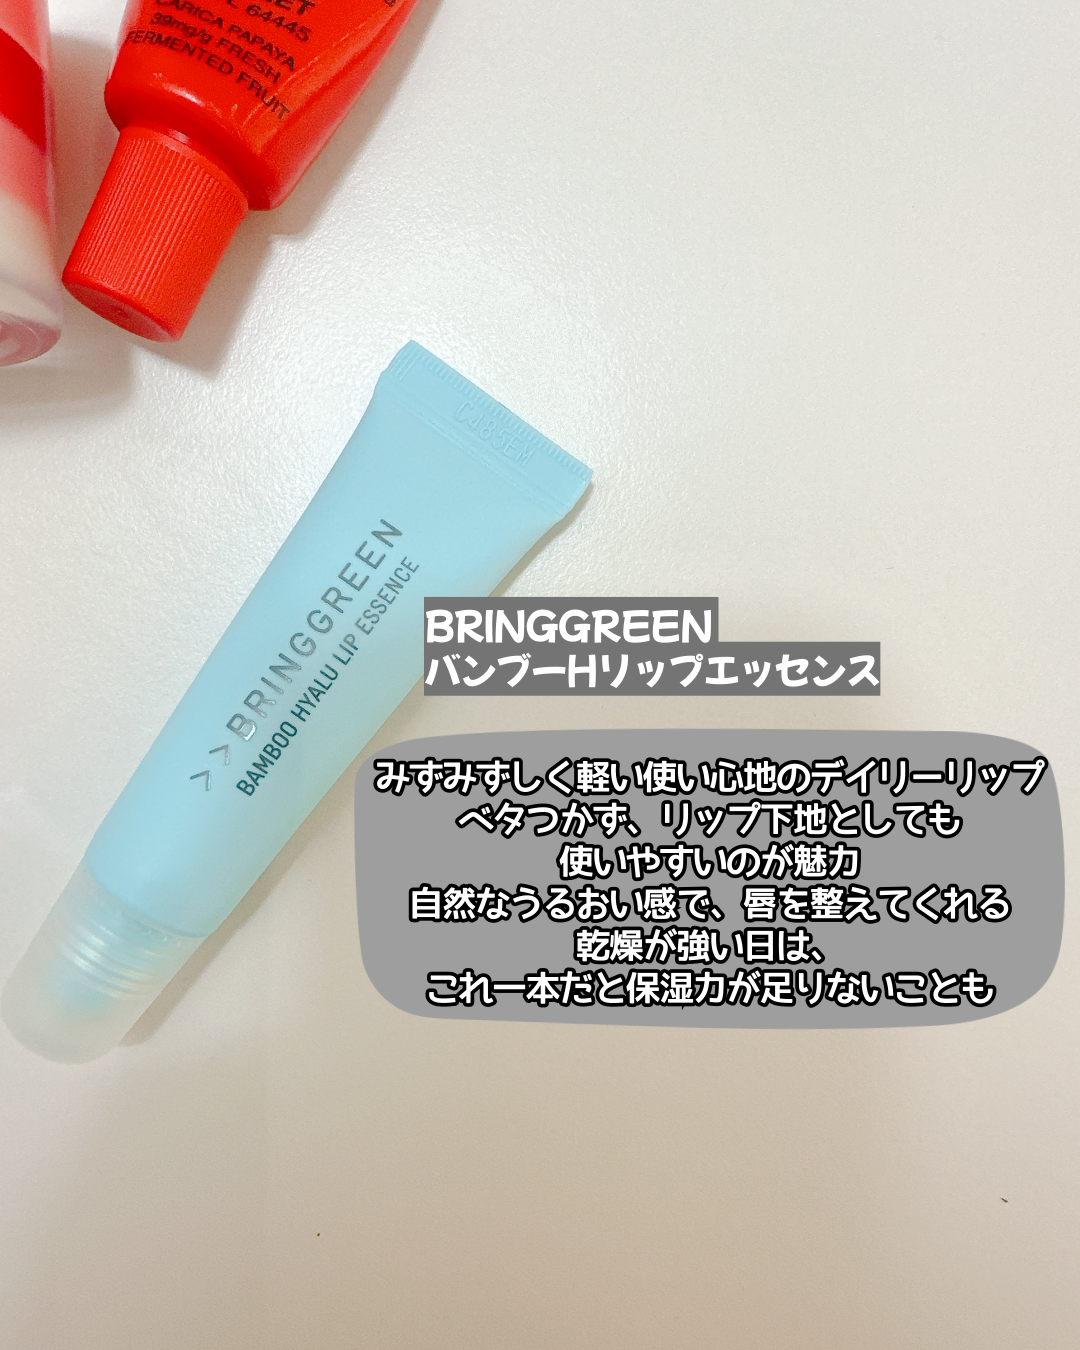 64445
CARICA PAPAYA
39mg/g FRESH
FERMENTED FRUIT
C485EM
>> BRINGGREEN
BAMBOO HYALU LIP ESSENCE
BRINGGREEN
バンブーHリップエッセンス
みずみずしく軽い使い心地のデイリーリップ
ベタつかず、リップ下地としても
使いやすいのが魅力
自然なうるおい感で、唇を整えてくれる
乾燥が強い日は、
これ一本だと保湿力が足りないことも